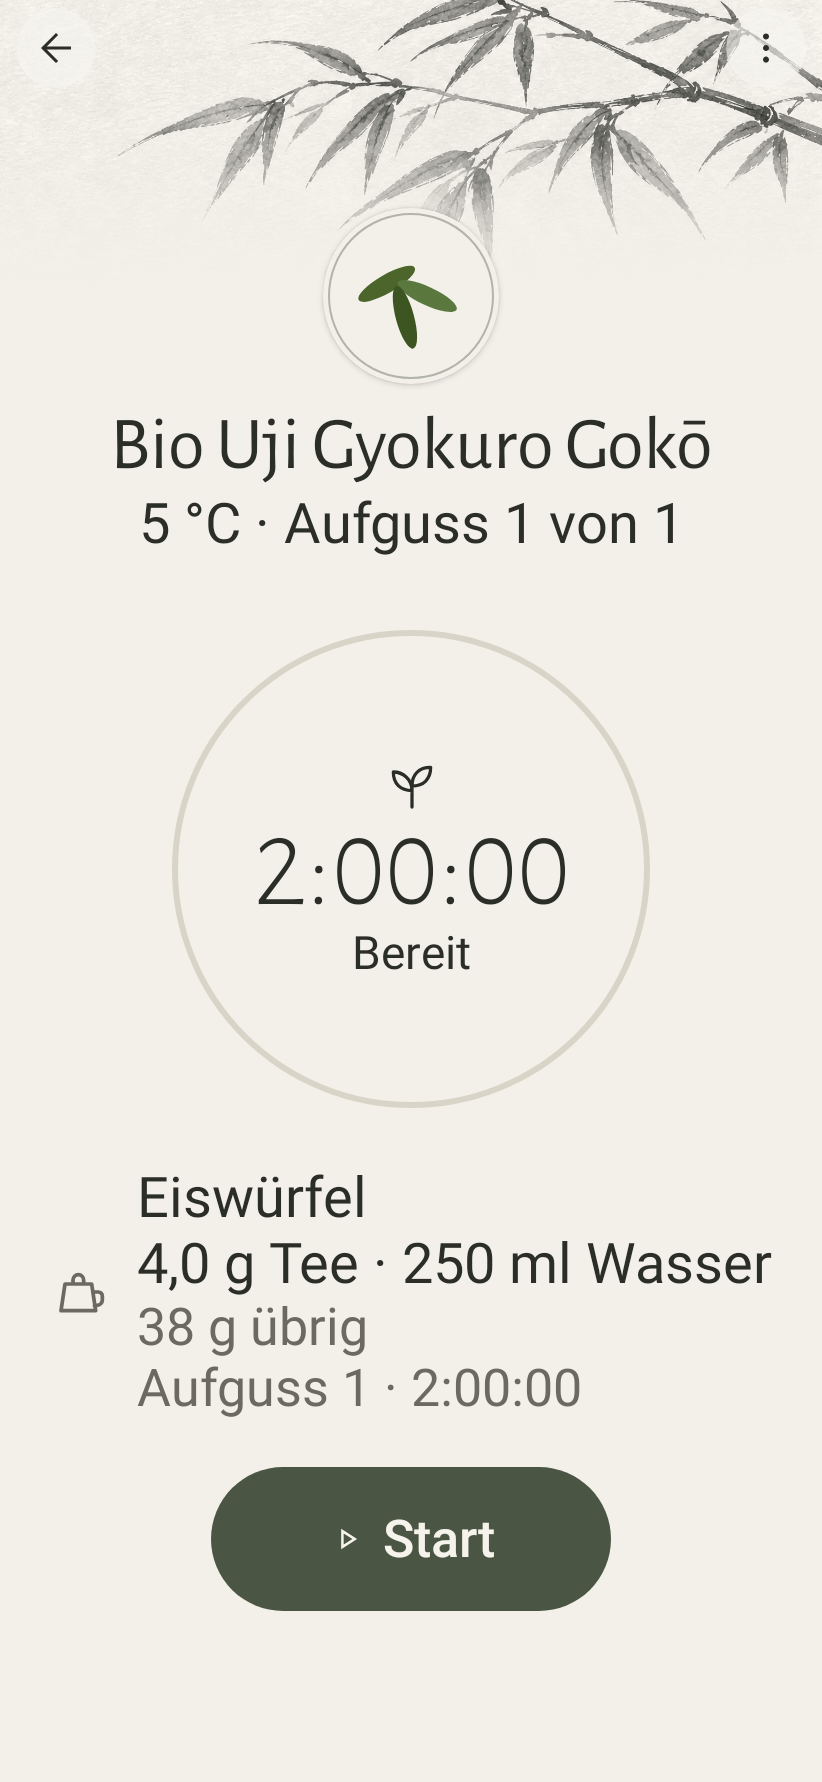 Bio Uji Gyokuro Gokō
5 °C · Aufguss 1 von 1
2:00:00
Bereit
Eiswürfel
4,0 g Tee · 250 ml Wasser
38 g übrig
Aufguss 1 · 2:00:00
Start